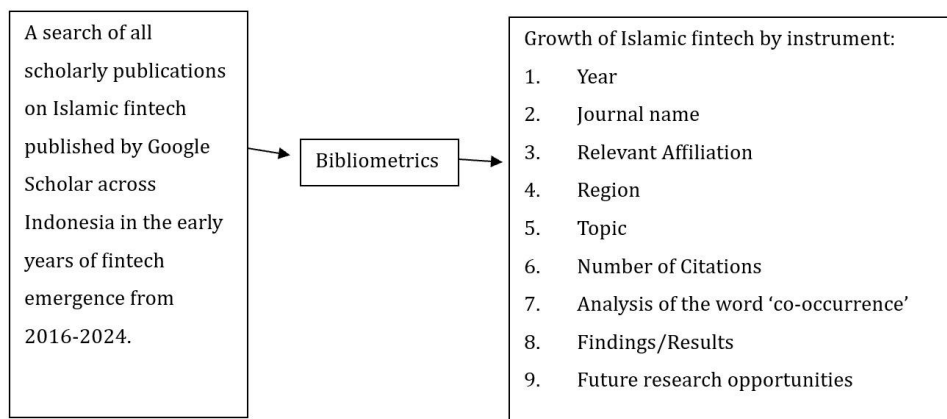 A search of all
scholarly publications
on Islamic fintech
published by Google
Scholar across
Indonesia in the early
years of fintech
emergence from
2016-2024.
Bibliometrics
Growth of Islamic fintech by instrument:
1. Year
2. Journal name
3. Relevant Affiliation
4. Region
5. Topic
6. Number of Citations
7. Analysis of the word ‘co-occurrence’
8. Findings/Results
9. Future research opportunities